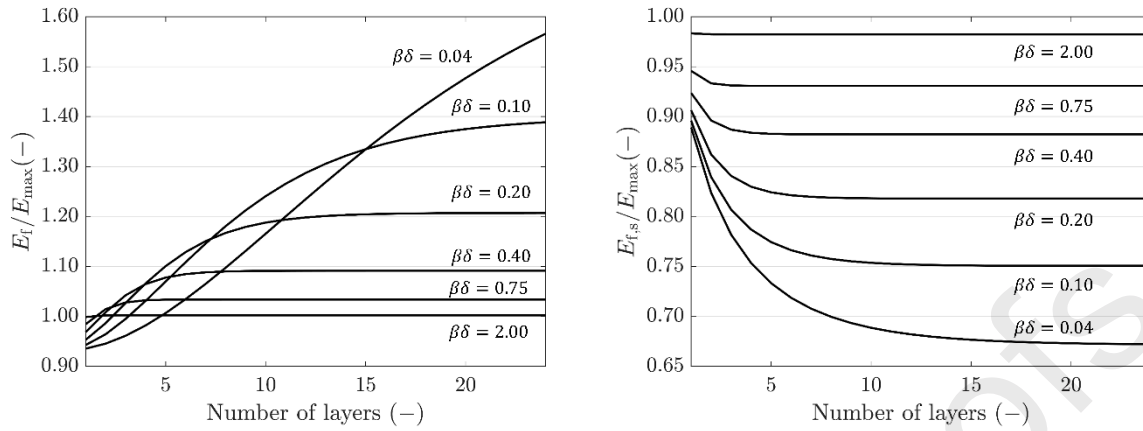 1.60
1.50
1.40
1.30
1.20
1.10
1.00
0.90
E_f/E_max(−)
βδ = 0.04
βδ = 0.10
βδ = 0.20
βδ = 0.40
βδ = 0.75
βδ = 2.00
5 10 15 20
Number of layers (−)
1.00
0.95
0.90
0.85
0.80
0.75
0.70
0.65
E_f,s/E_max(−)
βδ = 2.00
βδ = 0.75
βδ = 0.40
βδ = 0.20
βδ = 0.10
βδ = 0.04
5 10 15 20
Number of layers (−)
ofs